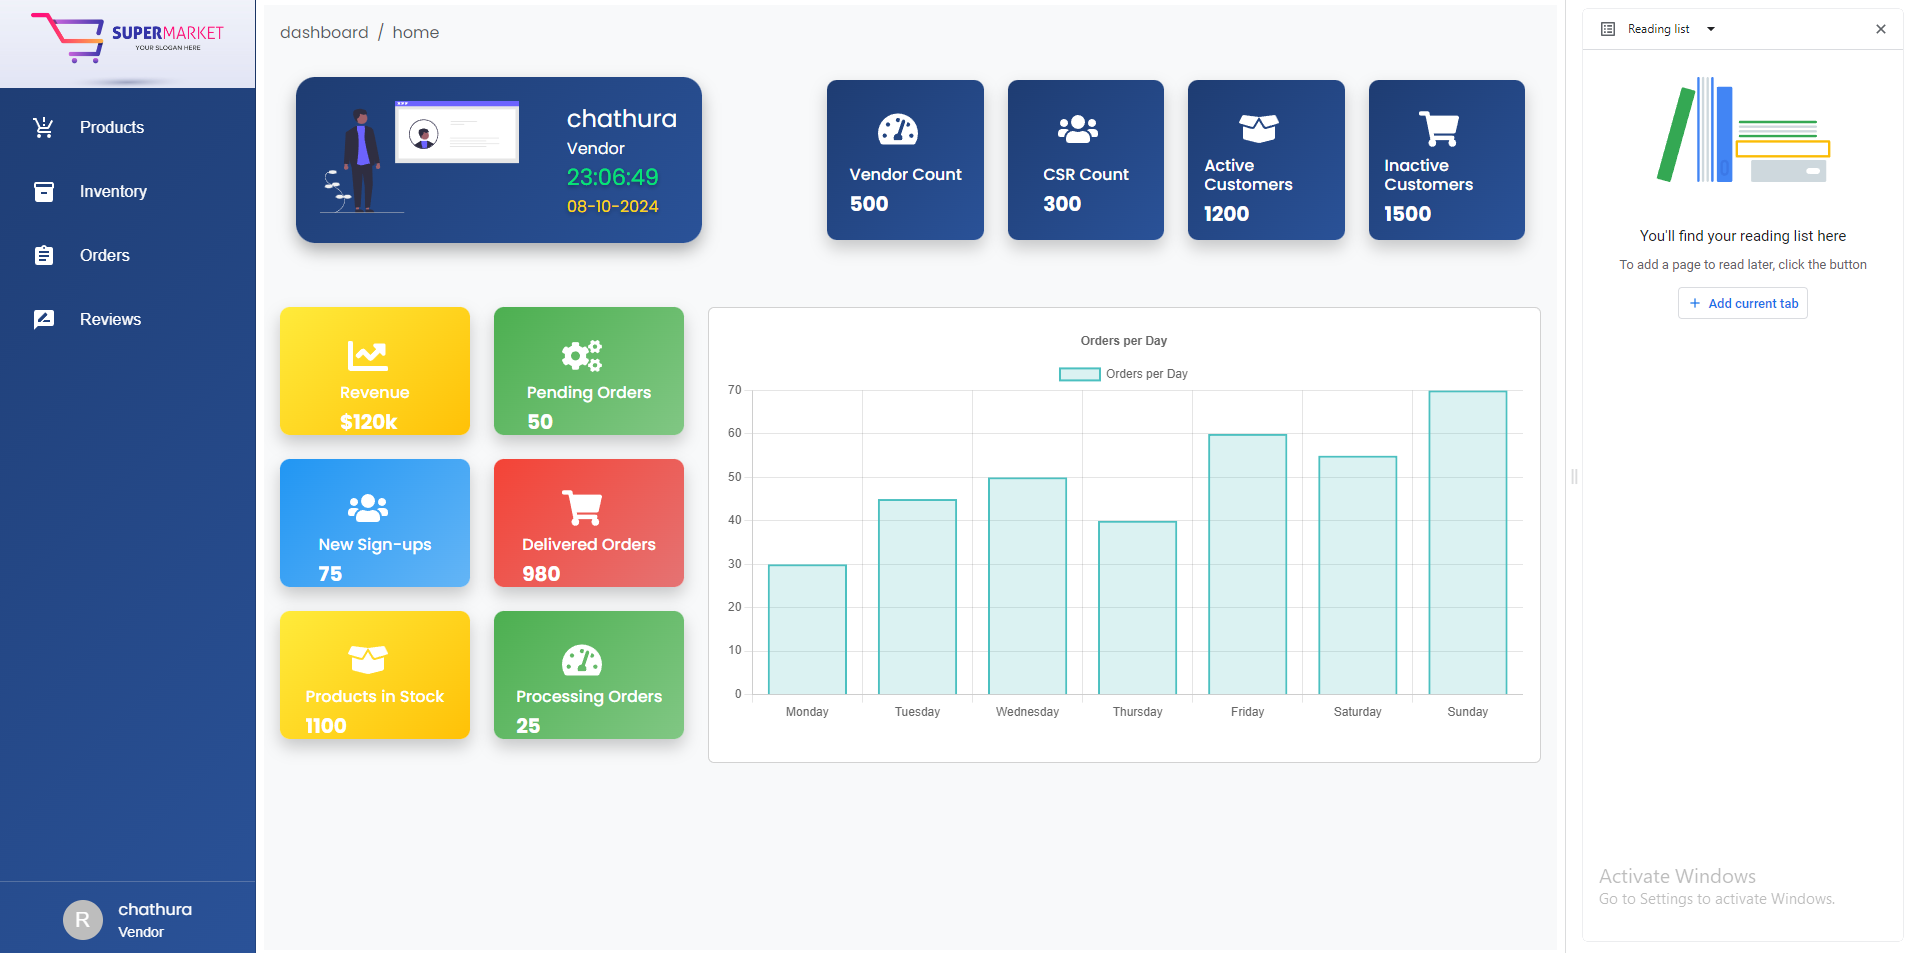 SUPERMARKET
YOUR SLOGAN HERE
Products
Inventory
Orders
Reviews
chathura
R
Vendor
dashboard / home
chathura
Vendor
23:06:49
08-10-2024
Vendor Count
500
CSR Count
300
Active
Customers
1200
Inactive
Customers
1500
Revenue
$120k
Pending Orders
50
New Sign-ups
75
Delivered Orders
980
Products in Stock
1100
Processing Orders
25
Orders per Day
Orders per Day
70
60
50
40
30
20
10
0
Monday Tuesday Wednesday Thursday Friday Saturday Sunday
Reading list
You'll find your reading list here
To add a page to read later, click the button
Add current tab
Activate Windows
Go to Settings to activate Windows.